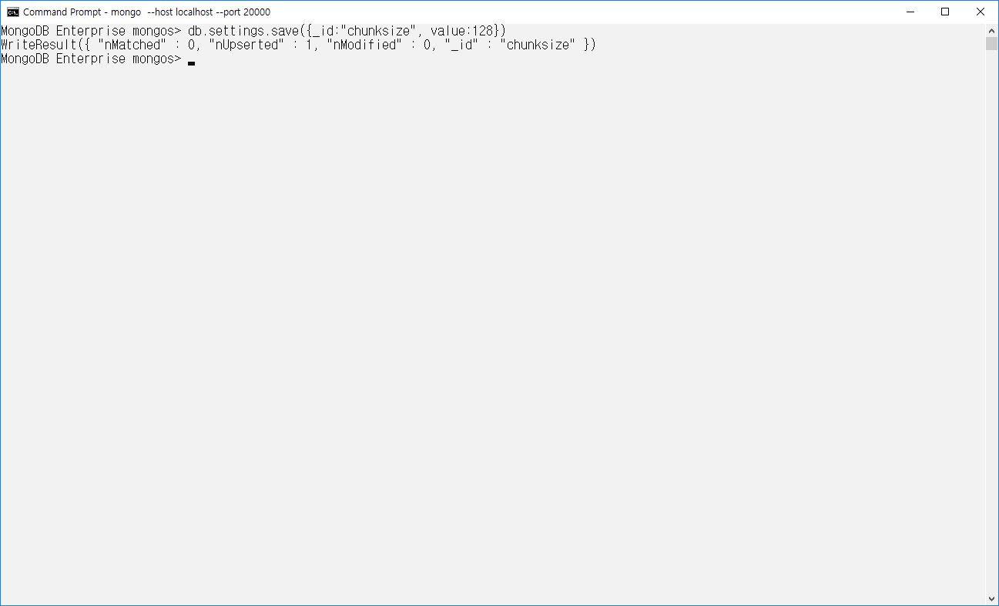 Command Prompt - mongo  --host localhost --port 20000
MongoDB Enterprise mongos> db.settings.save({_id:"chunksize", value:128})
WriteResult({ "nMatched" : 0, "nUpserted" : 1, "nModified" : 0, "_id" : "chunksize" })
MongoDB Enterprise mongos>